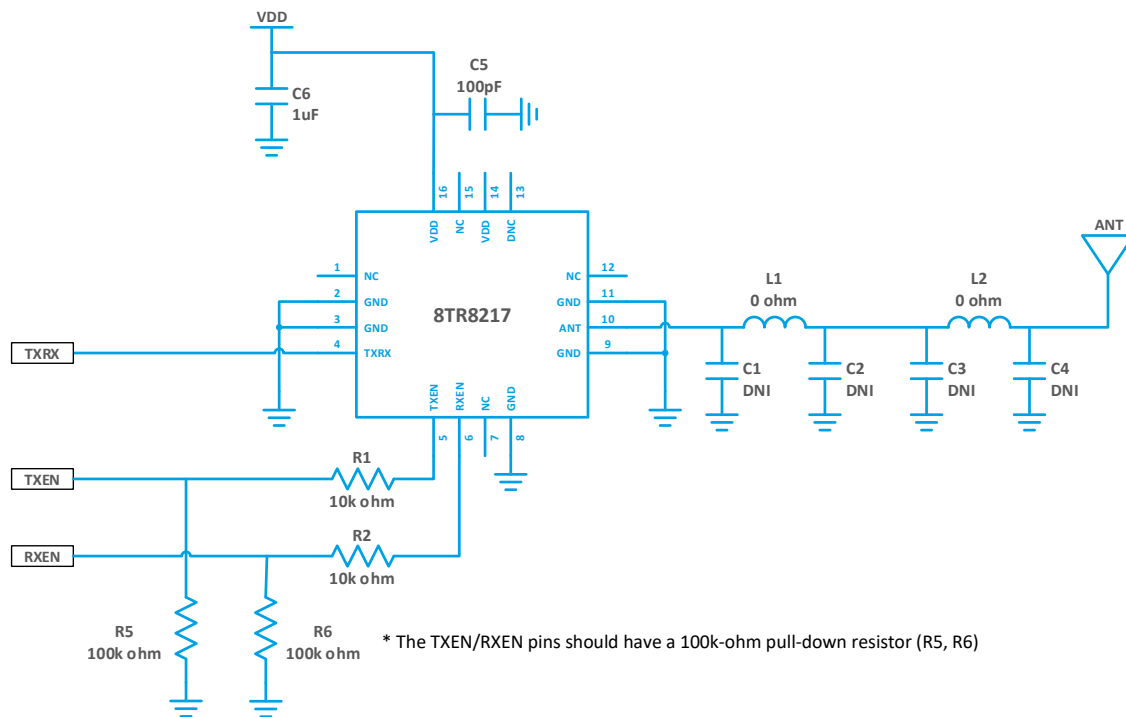 VDD
C6
1uF
C5
100pF
16
15
14
13
VDD
NC
VDD
DNC
1
NC
2
GND
3
GND
4
TXRX
8TR8217
NC
12
GND
11
ANT
10
GND
9
TXEN
RXEN
NC
GND
5
6
7
8
L1
0 ohm
L2
0 ohm
ANT
C1
DNI
C2
DNI
C3
DNI
C4
DNI
TXRX
TXEN
R1
10k ohm
RXEN
R2
10k ohm
R5
100k ohm
R6
100k ohm
* The TXEN/RXEN pins should have a 100k-ohm pull-down resistor (R5, R6)